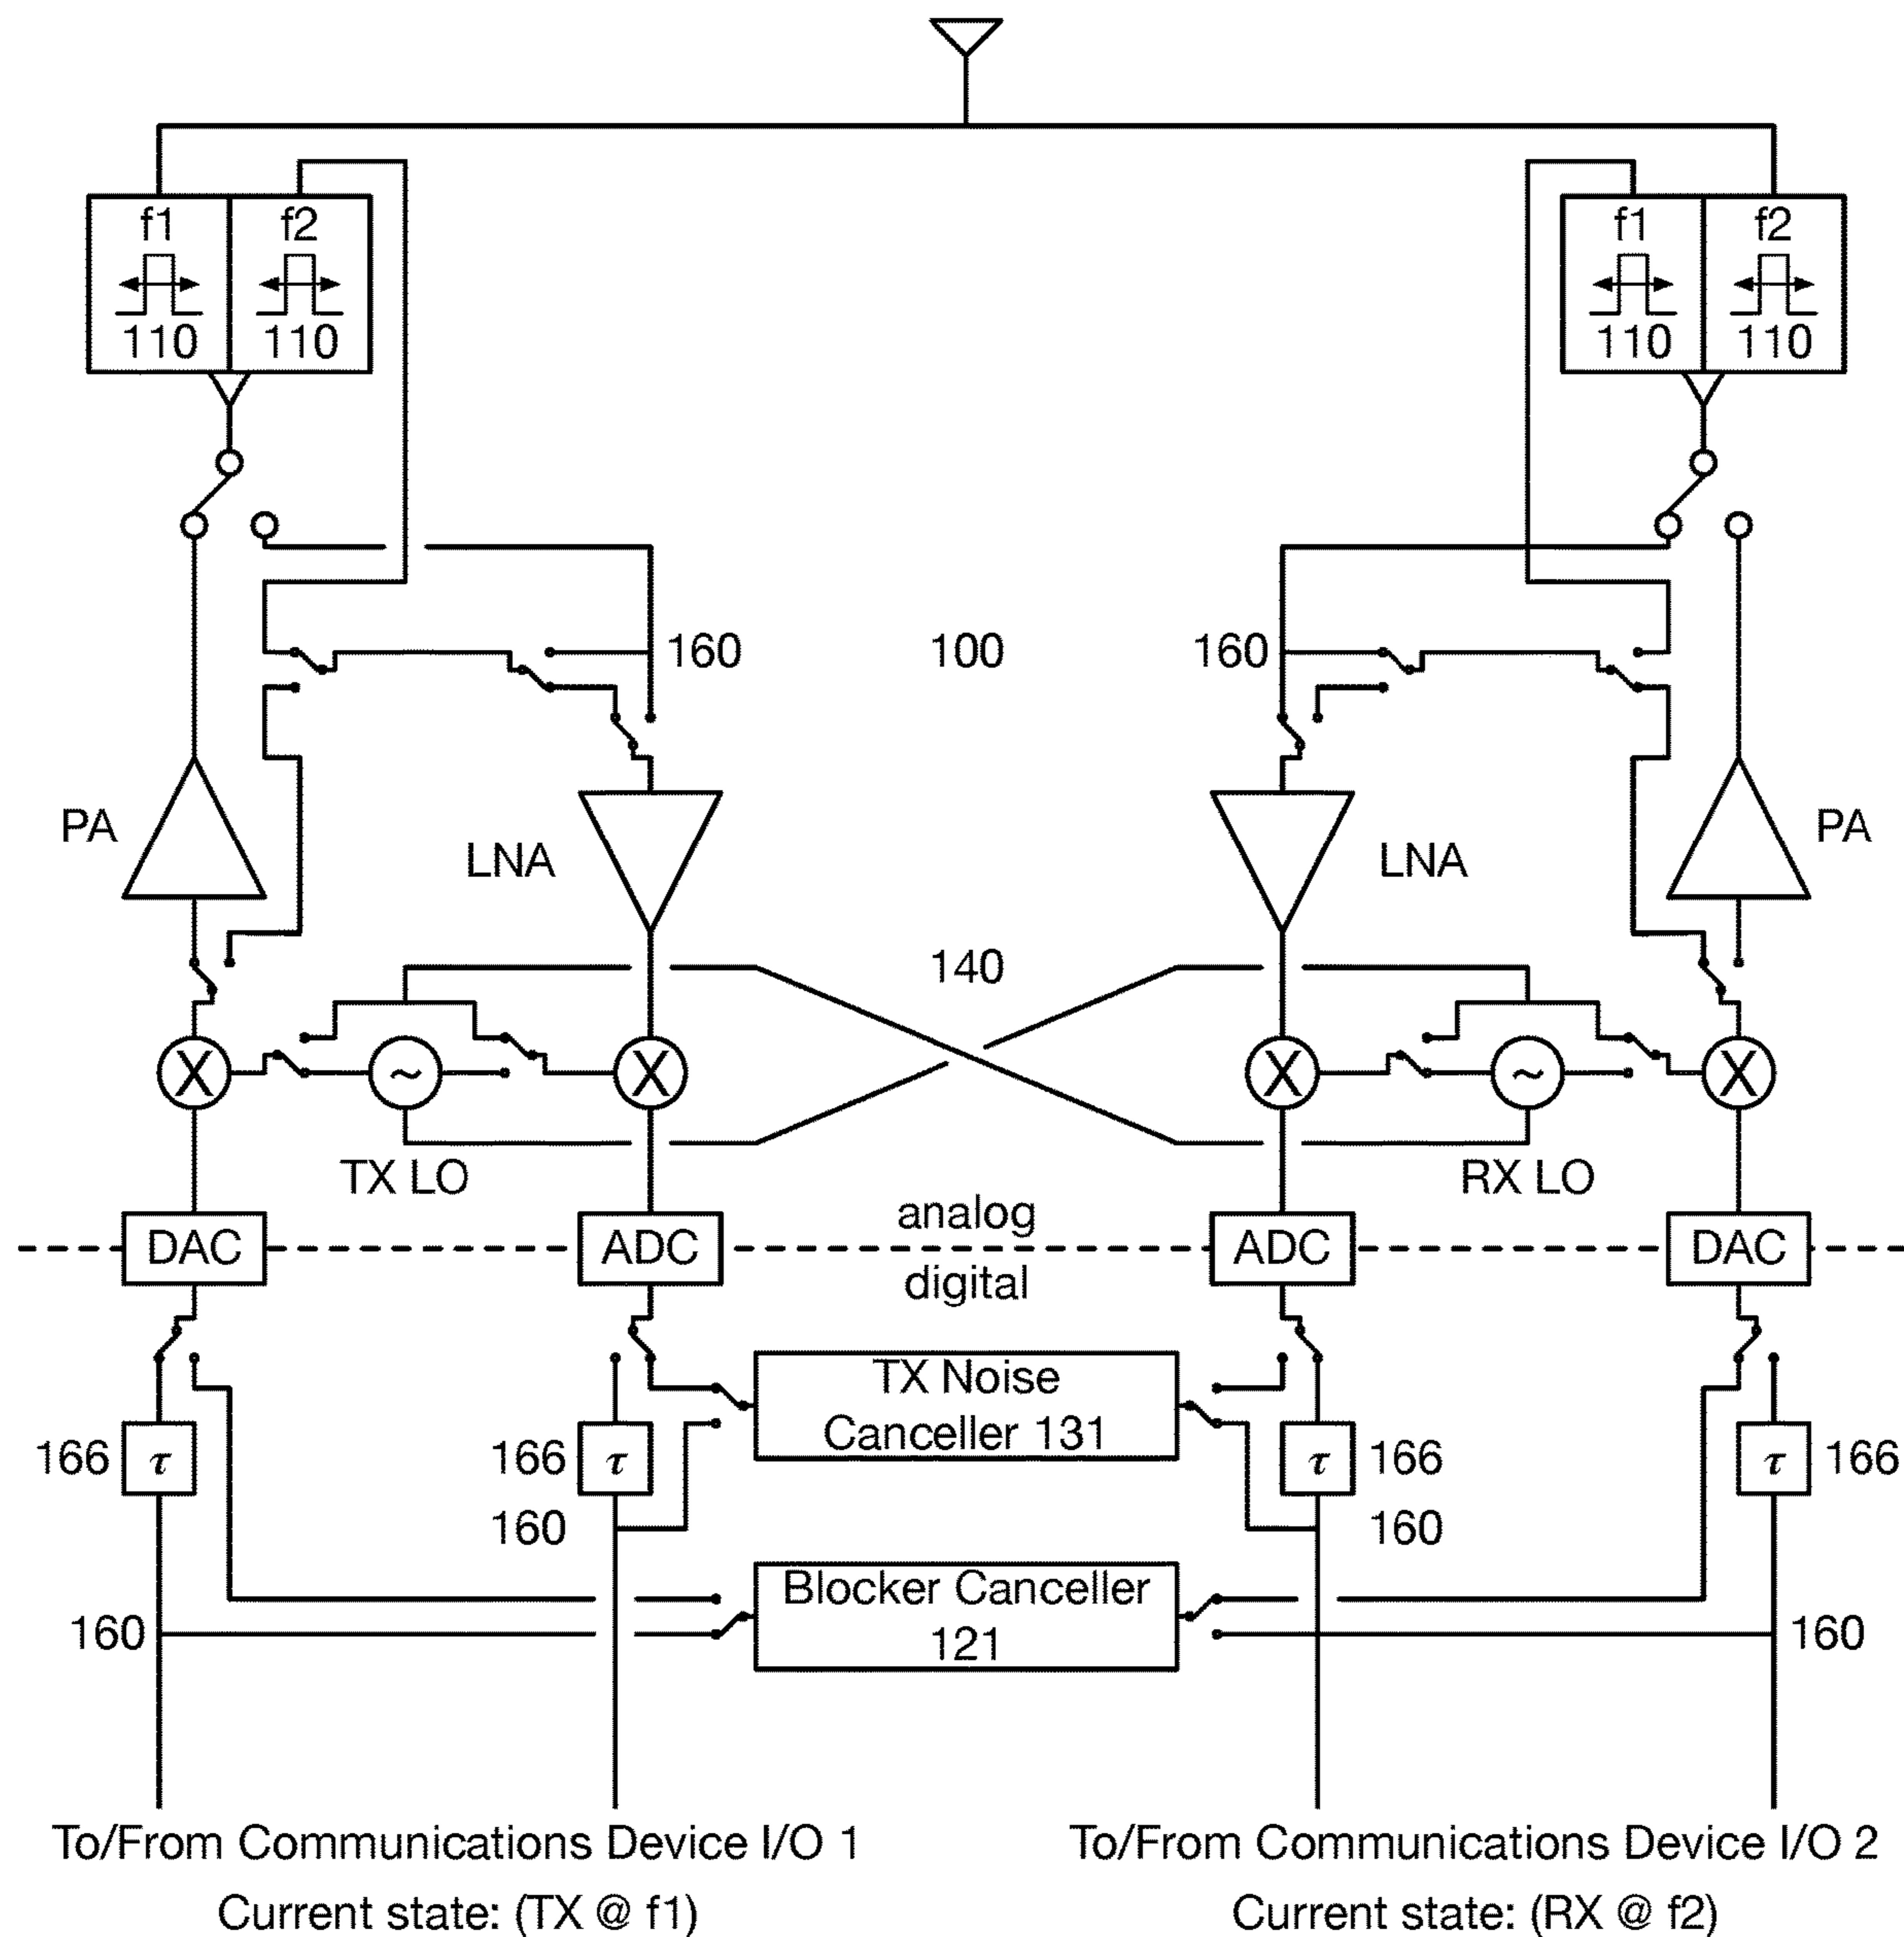 f1 f2 f1 f2
110 110 110 110
160 100 160
PA LNA LNA PA
140
X ~ X X ~ X
TX LO RX LO
analog
DAC ADC ADC DAC
digital
TX Noise
Canceller 131
166 τ 166 τ τ 166 τ 166
160 160
Blocker Canceller
121
160 160
To/From Communications Device I/O 1 To/From Communications Device I/O 2
Current state: (TX @ f1) Current state: (RX @ f2)